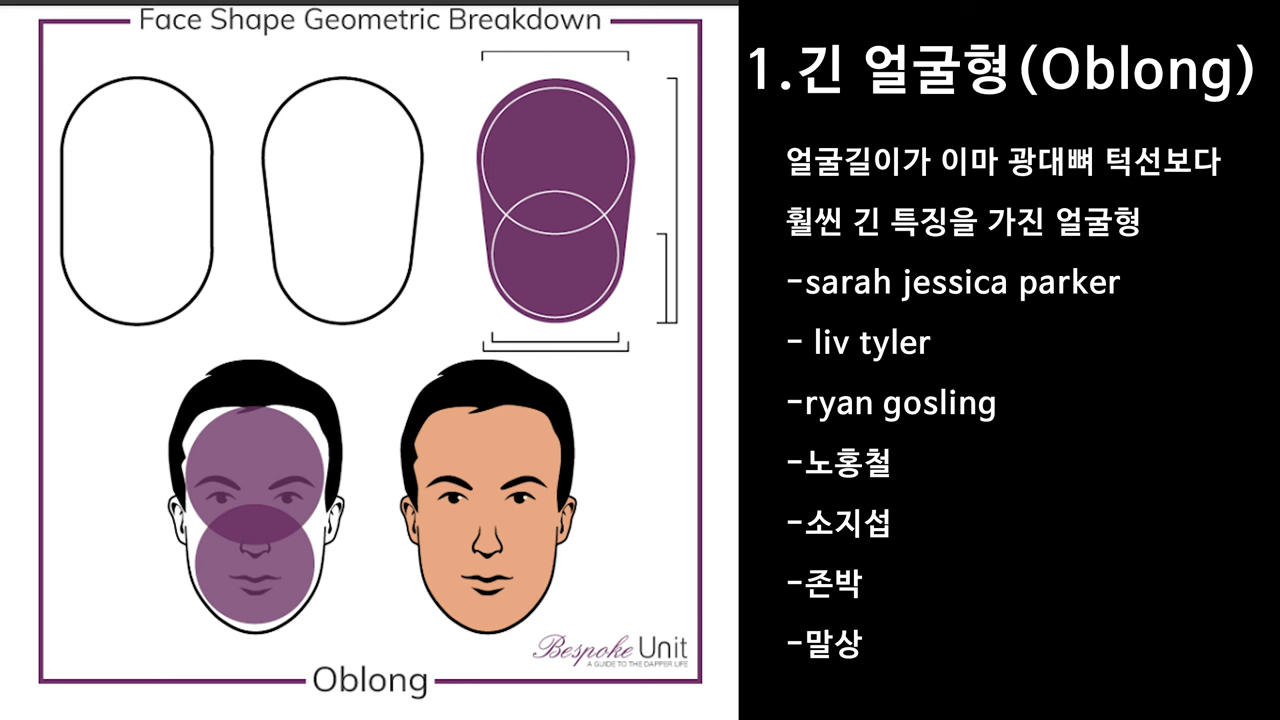 Face Shape Geometric Breakdown
Bespoke Unit
A GUIDE TO THE DAPPER LIFE
Oblong
1.긴 얼굴형(Oblong)
얼굴길이가 이마 광대뼈 턱선보다
훨씬 긴 특징을 가진 얼굴형
-sarah jessica parker
- liv tyler
-ryan gosling
-노홍철
-소지섭
-존박
-말상